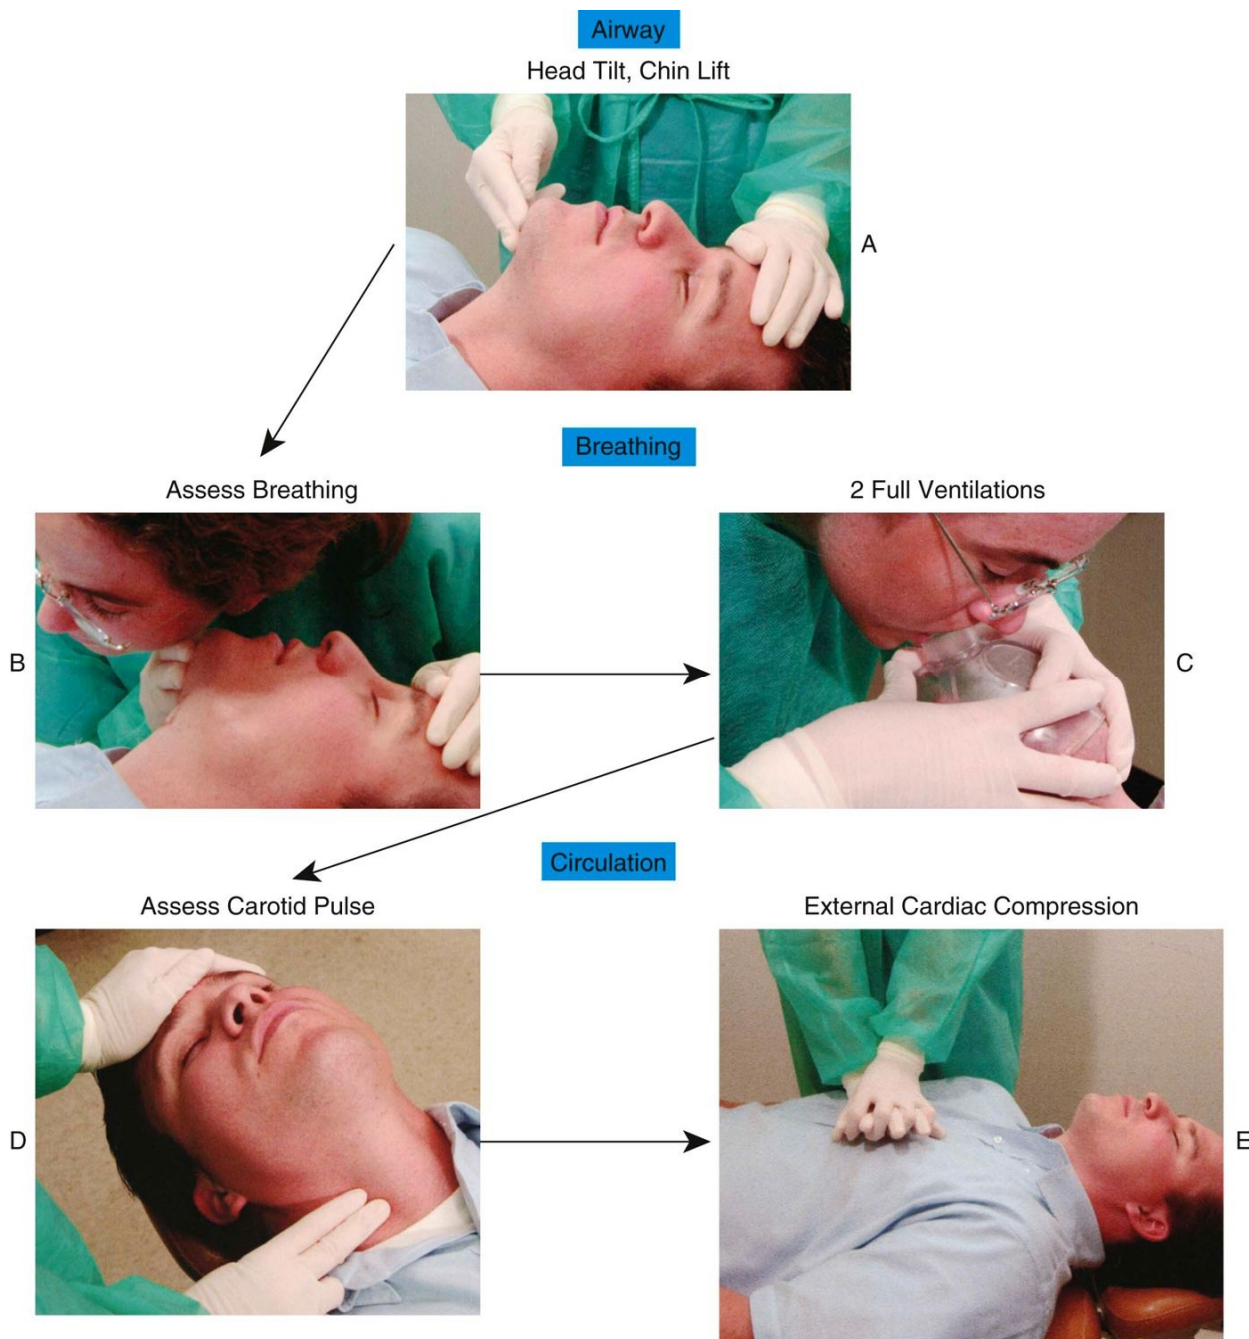 Airway
Head Tilt, Chin Lift
A
Breathing
Assess Breathing
2 Full Ventilations
B
C
Circulation
Assess Carotid Pulse
External Cardiac Compression
D
E